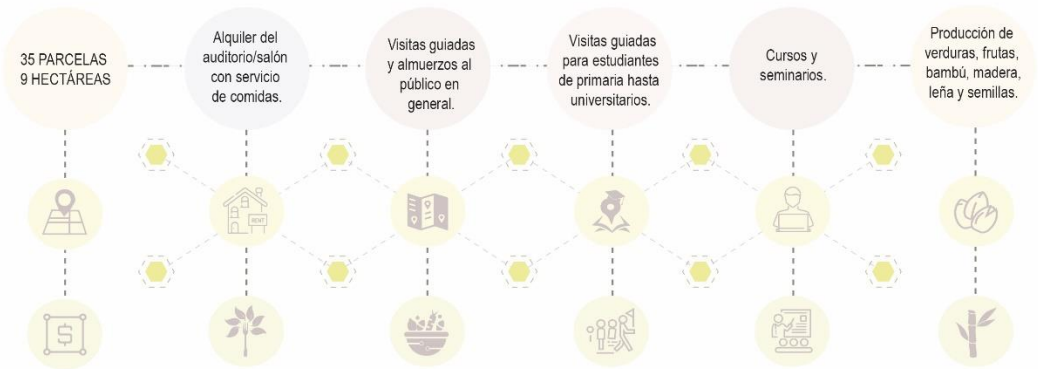 35 PARCELAS
9 HECTÁREAS
Alquiler del
auditorio/salón
con servicio
de comidas.
Visitas guiadas
y almuerzos al
público en
general.
Visitas guiadas
para estudiantes
de primaria hasta
universitarios.
Cursos y
seminarios.
Producción de
verduras, frutas,
bambú, madera,
leña y semillas.
RENT
$